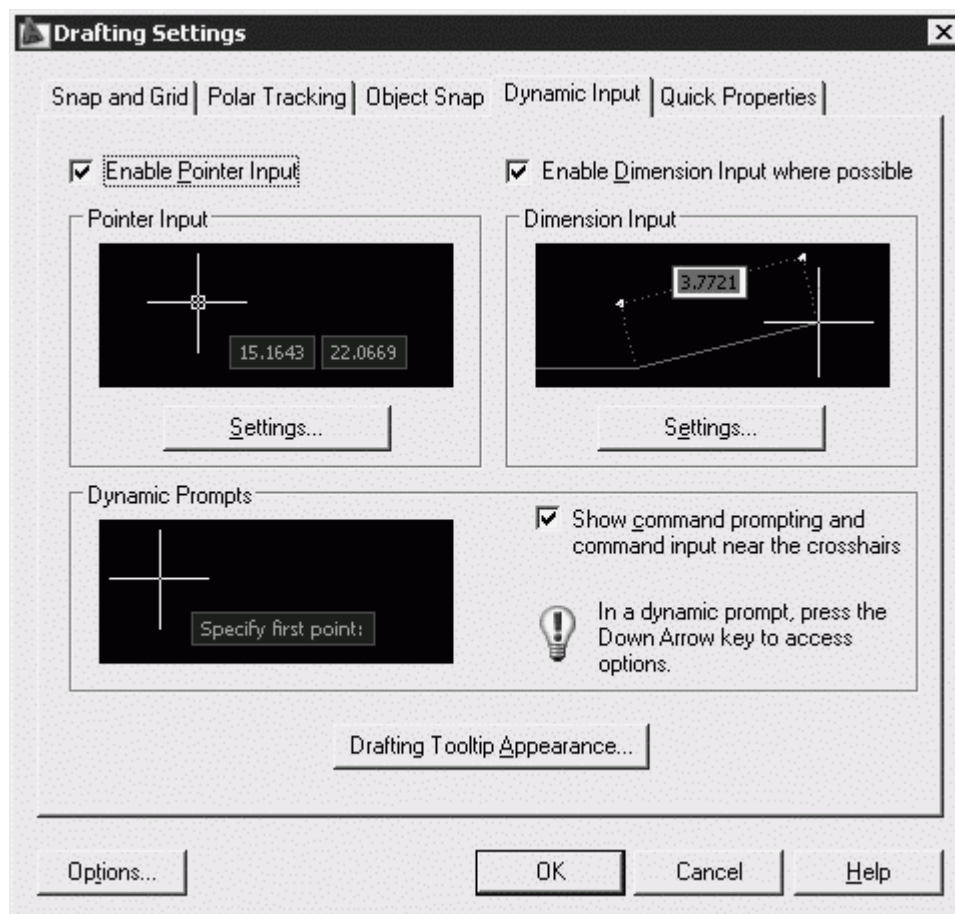 Drafting Settings
Snap and Grid Polar Tracking Object Snap Dynamic Input Quick Properties
Enable Pointer Input
Enable Dimension Input where possible
Pointer Input
15.1643 22.0669
Settings...
Dimension Input
3.7721
Settings...
Dynamic Prompts
Specify first point:
Show command prompting and
command input near the crosshairs
In a dynamic prompt, press the
Down Arrow key to access
options.
Drafting Tooltip Appearance...
Options... OK Cancel Help